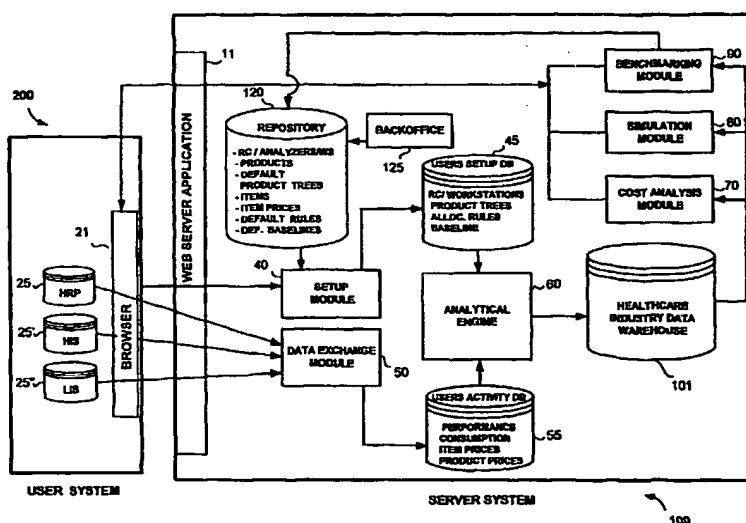 11
200
120
REPOSITORY
- RC / ANALYZERS/WS
- PRODUCTS
- DEFAULT
PRODUCT TREES
- ITEMS
- ITEM PRICES
- DEFAULT RULES
- DEF. BASELINES
BACKOFFICE
125
WEB SERVER APPLICATION
45
USERS SETUP DB
RC/ WORKSTATIONS
PRODUCT TREES
ALLOC. RULES
BASELINE
BENCHMARKING
MODULE
90
SIMULATION
MODULE
80
COST ANALYSIS
MODULE
70
21
BROWSER
25
HRP
25'
HIS
25"
LIS
40
SETUP
MODULE
DATA EXCHANGE
MODULE
50
60
ANALYTICAL
ENGINE
HEALTHCARE
INDUSTRY DATA
WAREHOUSE
101
USERS ACTIVITY DB
PERFORMANCE
CONSUMPTION
ITEM PRICES
PRODUCT PRICES
55
USER SYSTEM
SERVER SYSTEM
100